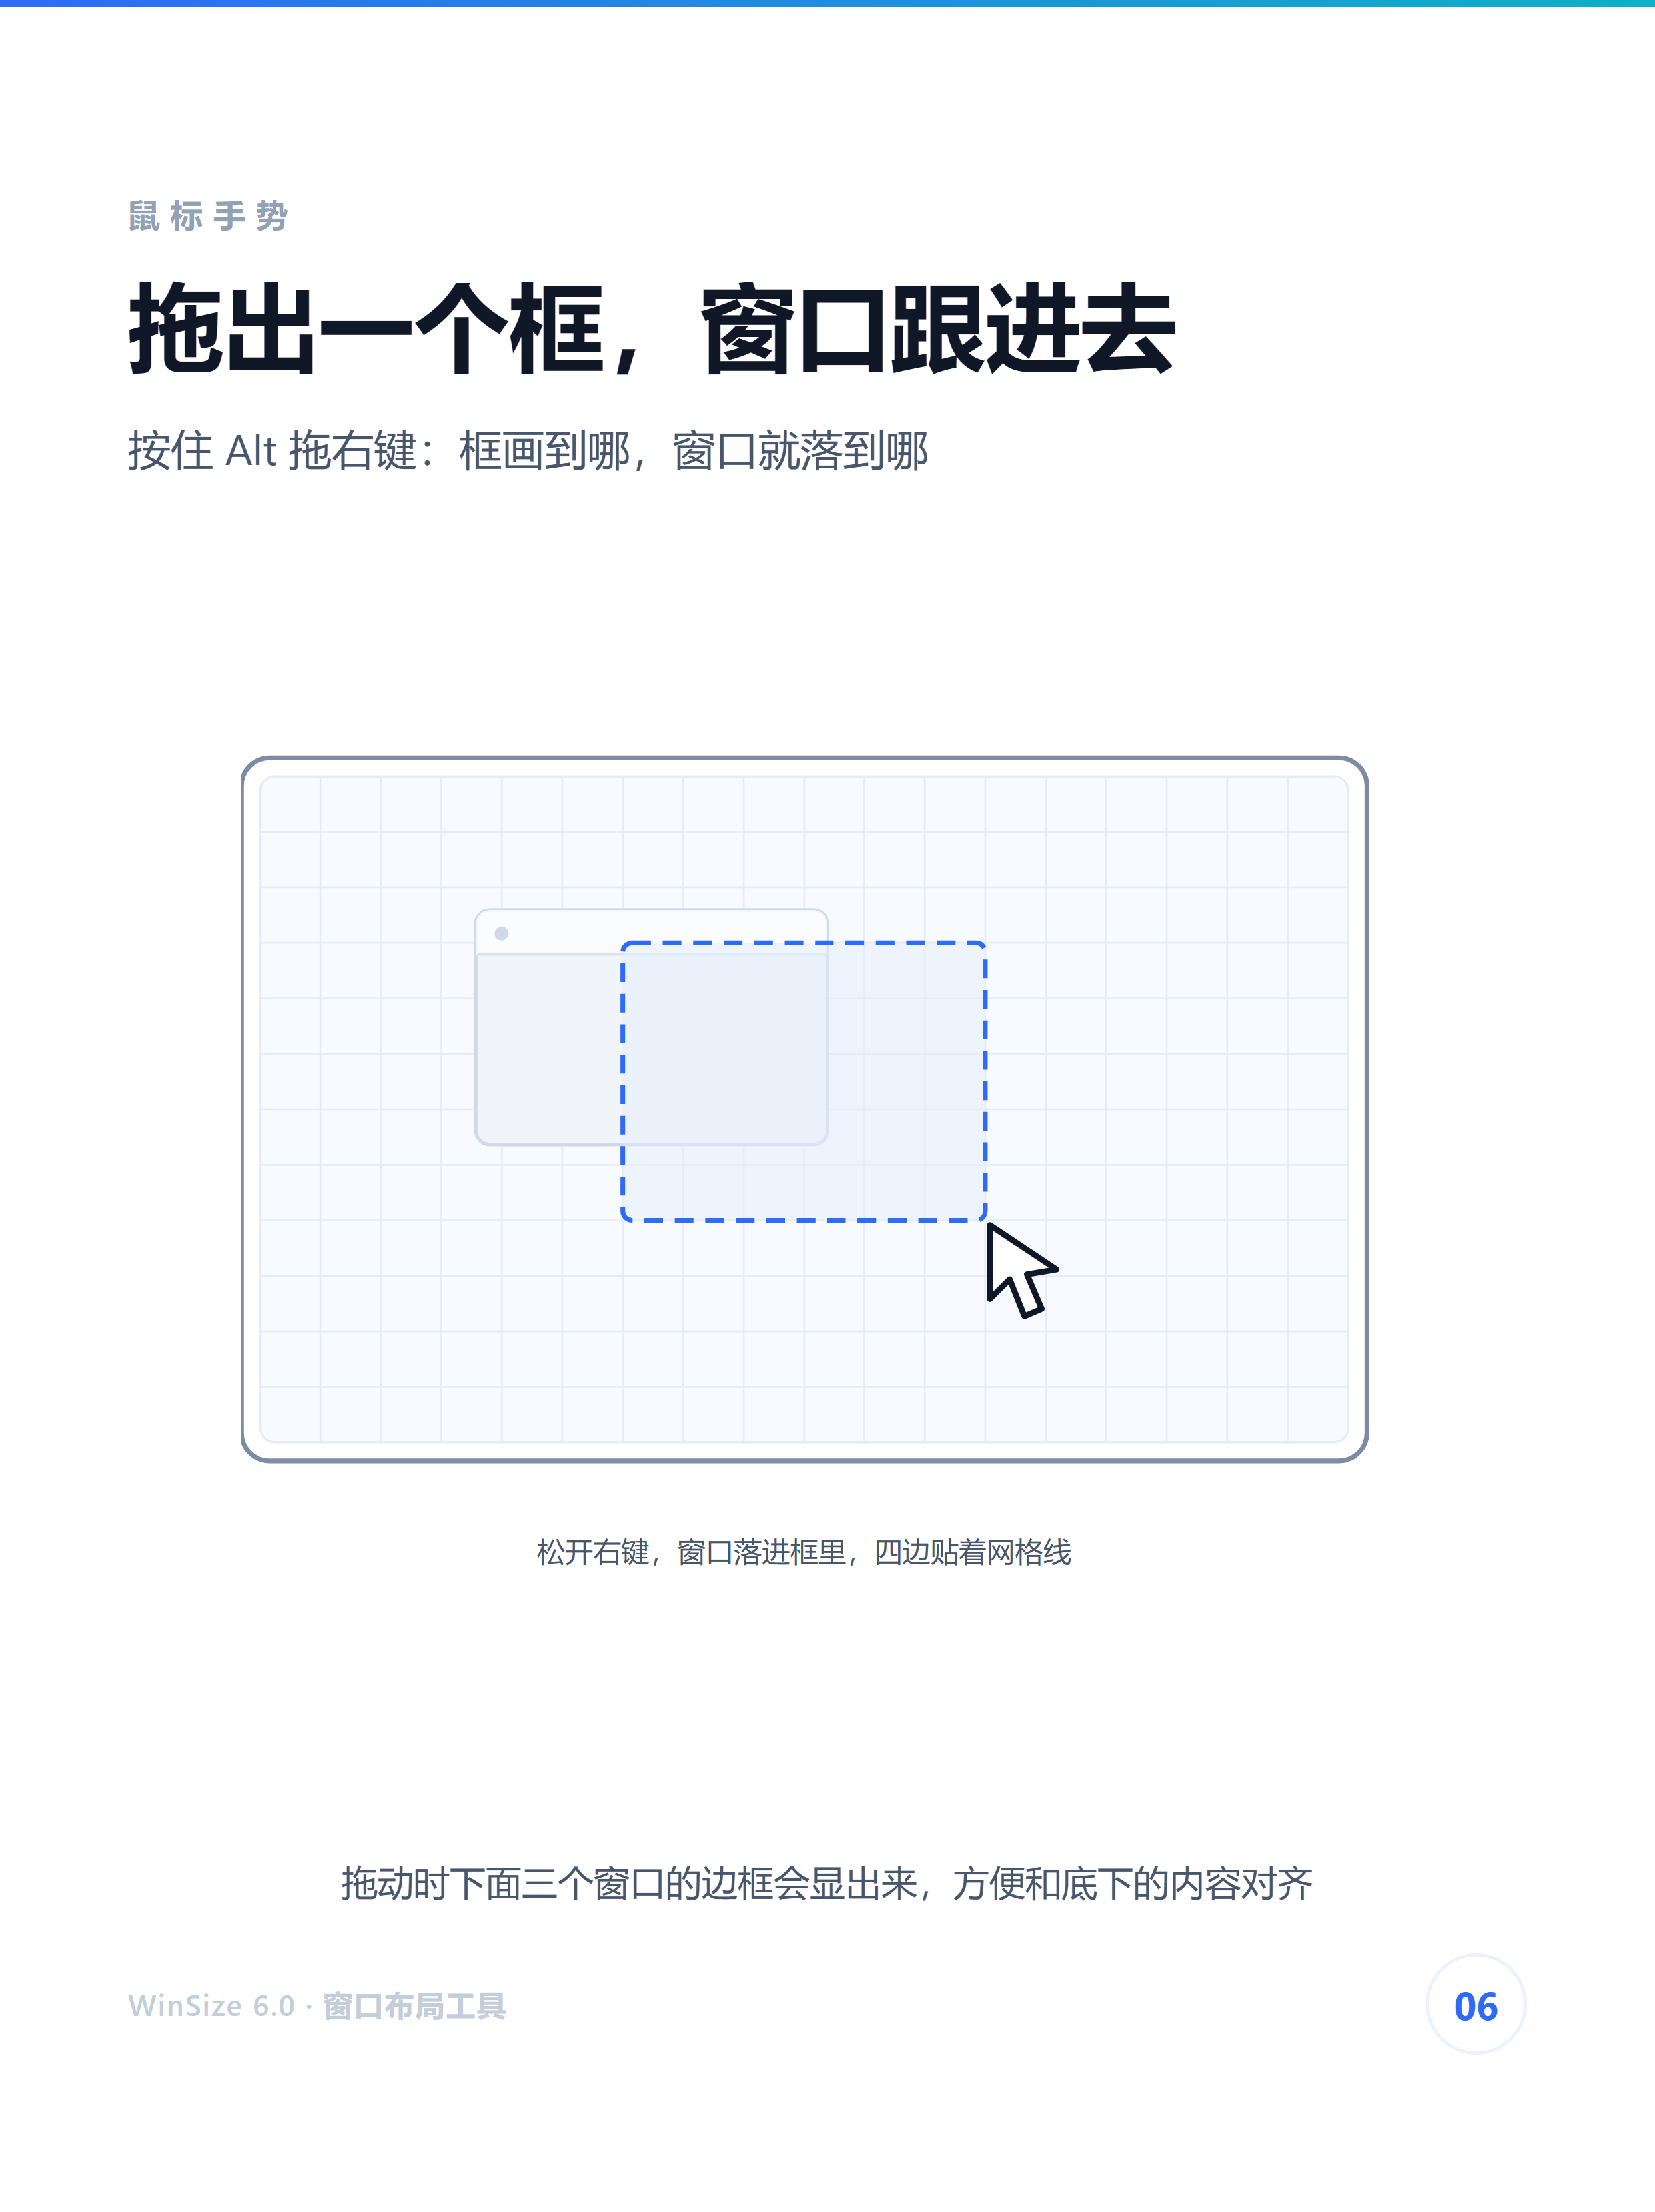 鼠标手势
拖出一个框，窗口跟进去
按住 Alt 拖右键：框画到哪，窗口就落到哪
松开右键，窗口落进框里，四边贴着网格线
拖动时下面三个窗口的边框会显出来，方便和底下的内容对齐
WinSize 6.0 · 窗口布局工具
06